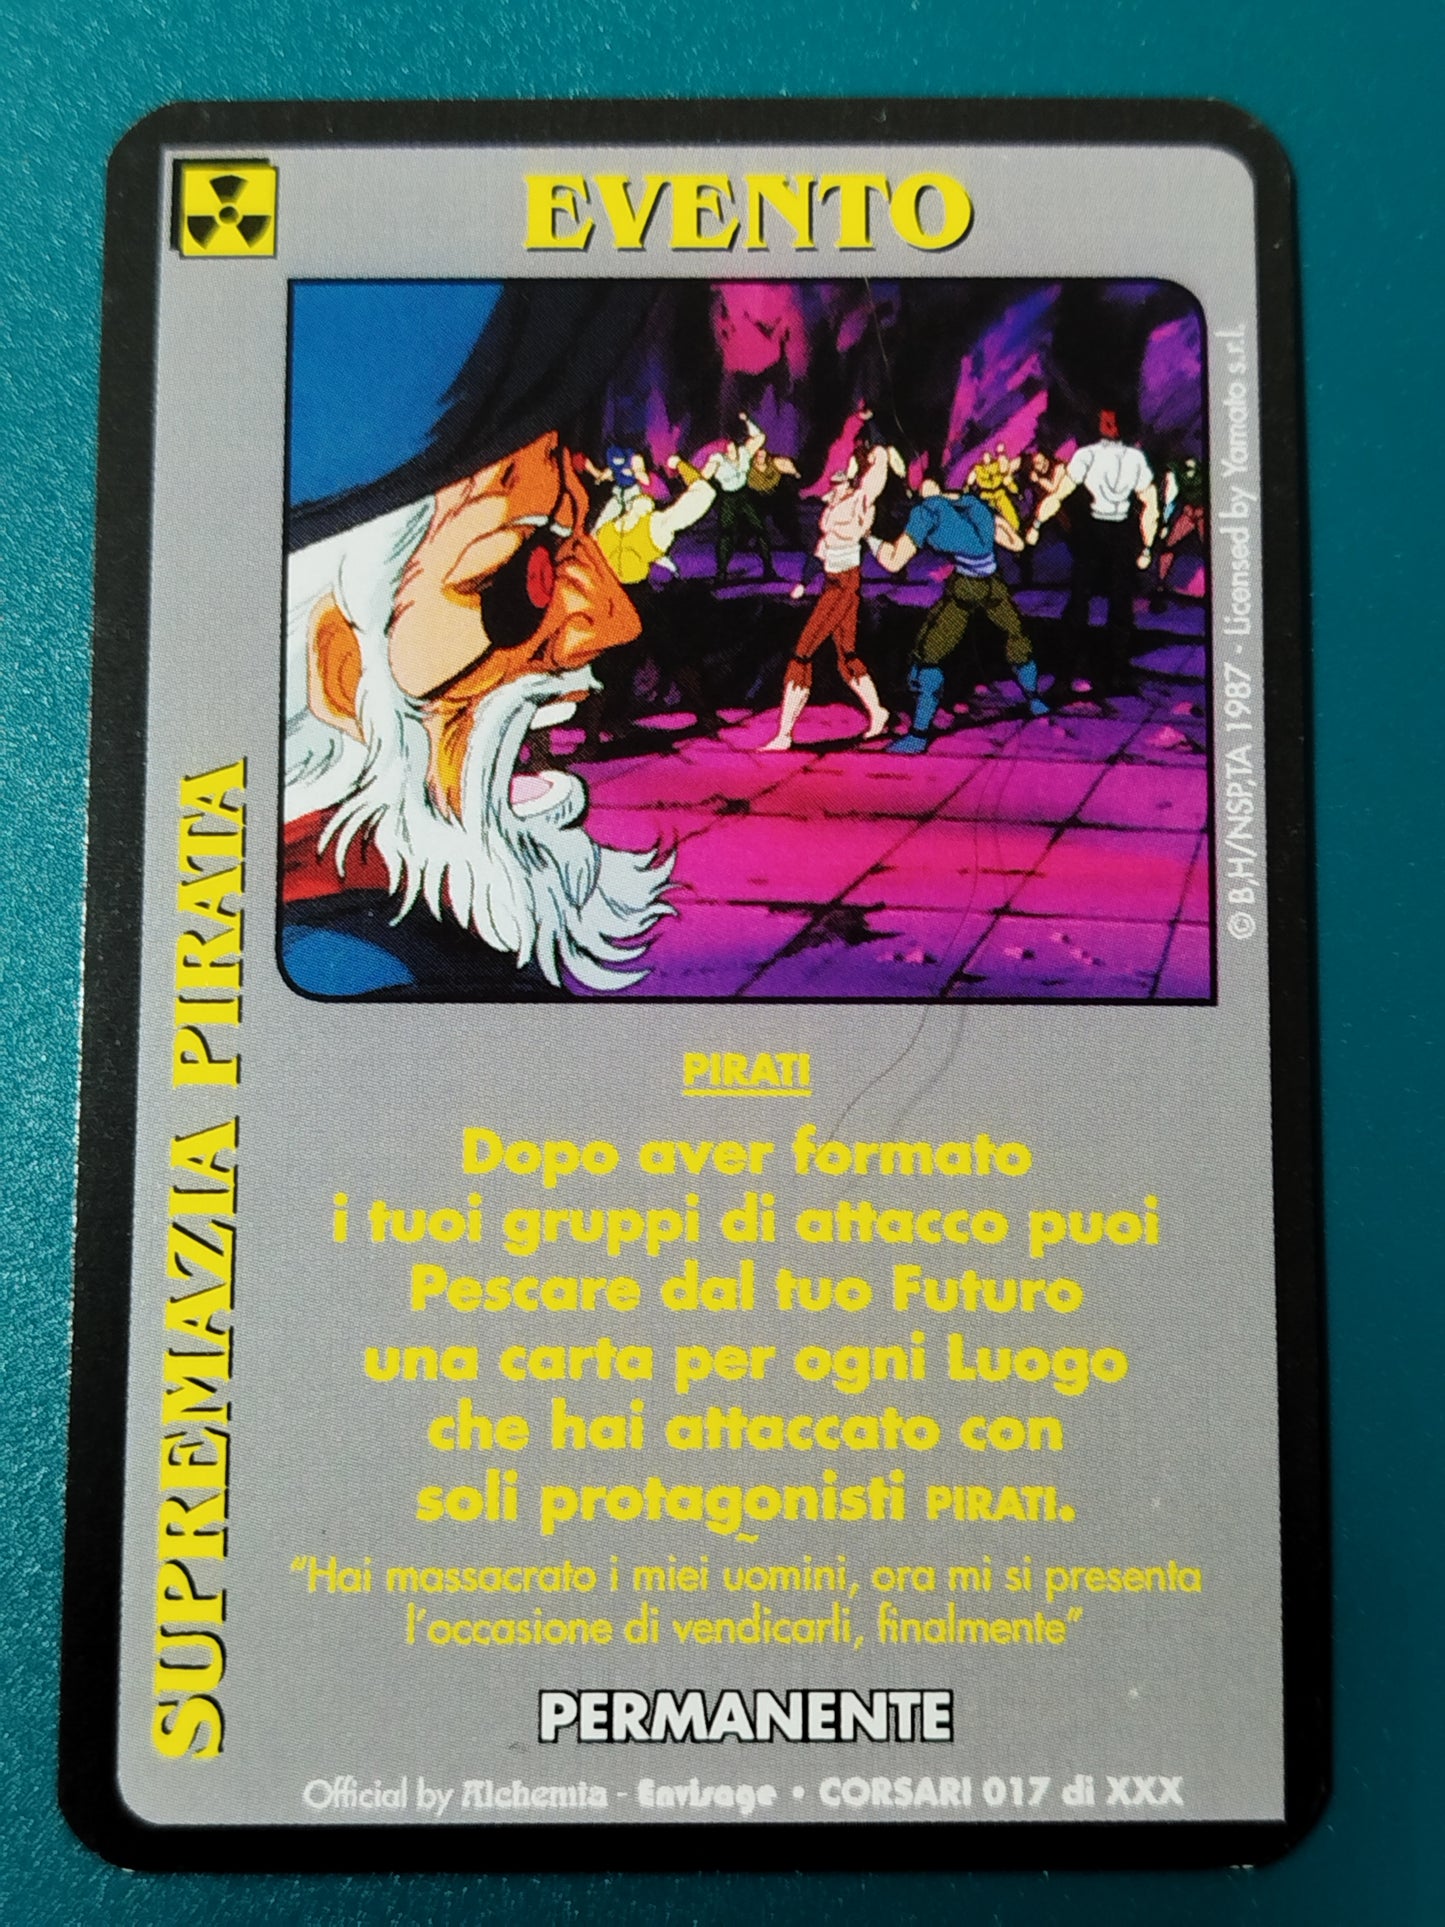 EVENTO
SUPREMAZIA PIRATA
© B,H/NSP,TA 1987 - Licensed by Yamato s.r.l.
PIRATI
Dopo aver formato
i tuoi gruppi di attacco puoi
Pescare dal tuo Futuro
una carta per ogni Luogo
che hai attaccato con
soli protagonisti PIRATI.
~
"Hai massacrato i miei uomini, ora mi si presenta
l'occasione di vendicarli, finalmente"
PERMANENTE
Official by Alchemia - Envisage • CORSARI 017 di XXX